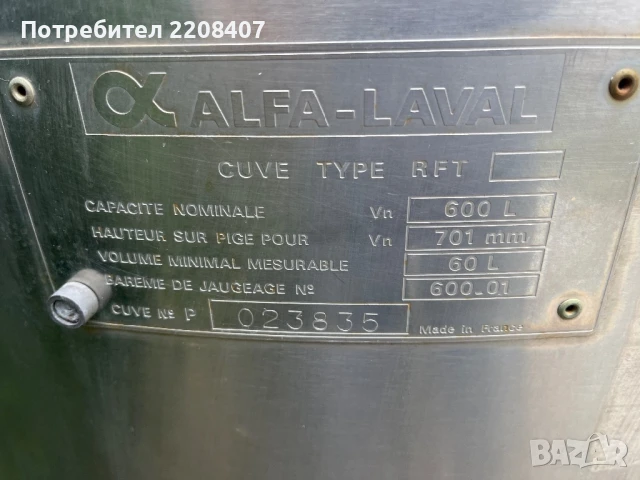 Потребител 2208407
ALFA-LAVAL
CUVE TYPE RFT
CAPACITE NOMINALE Vn 600 L
HAUTEUR SUR PIGE POUR Vn 701 mm
VOLUME MINIMAL MESURABLE 60 L
BAREME DE JAUGEAGE No 600-01
CUVE No P 023835 Made in France
BAZAR